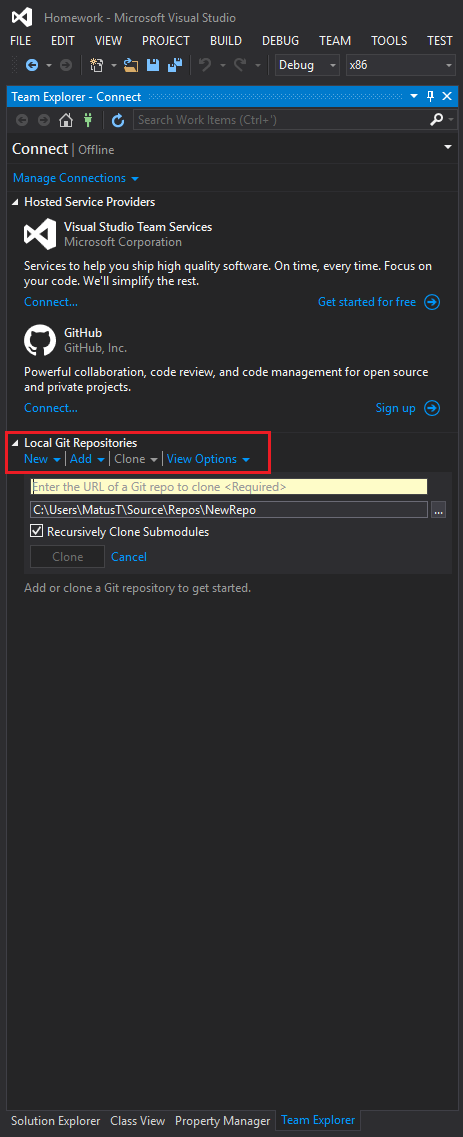 Homework - Microsoft Visual Studio
FILE EDIT VIEW PROJECT BUILD DEBUG TEAM TOOLS TEST
Debug x86
Team Explorer - Connect
Search Work Items (Ctrl+')
Connect | Offline
Manage Connections
Hosted Service Providers
Visual Studio Team Services
Microsoft Corporation
Services to help you ship high quality software. On time, every time. Focus on
your code. We'll simplify the rest.
Connect... Get started for free
GitHub
GitHub, Inc.
Powerful collaboration, code review, and code management for open source
and private projects.
Connect... Sign up
Local Git Repositories
New | Add | Clone | View Options
Enter the URL of a Git repo to clone <Required>
C:\Users\MatusT\Source\Repos\NewRepo ...
Recursively Clone Submodules
Clone Cancel
Add or clone a Git repository to get started.
Solution Explorer Class View Property Manager Team Explorer